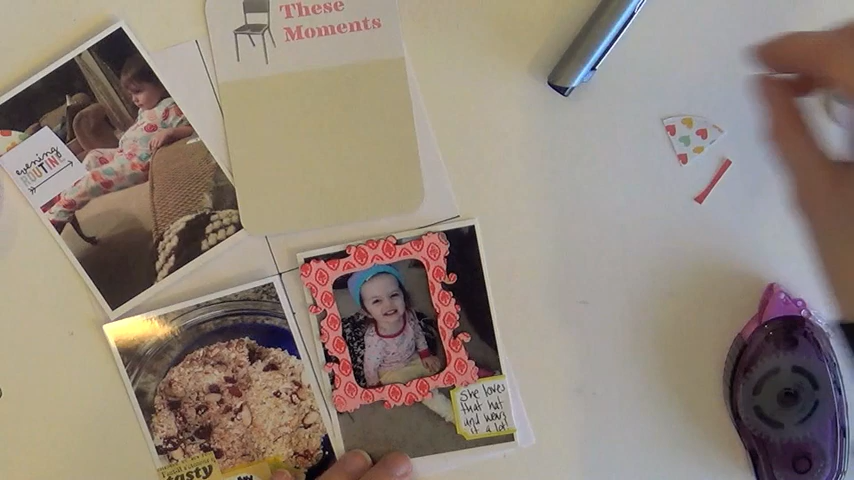 These
Moments
evening
ROUTINE
She loves
that hat
and wears
it a lot!
tasty